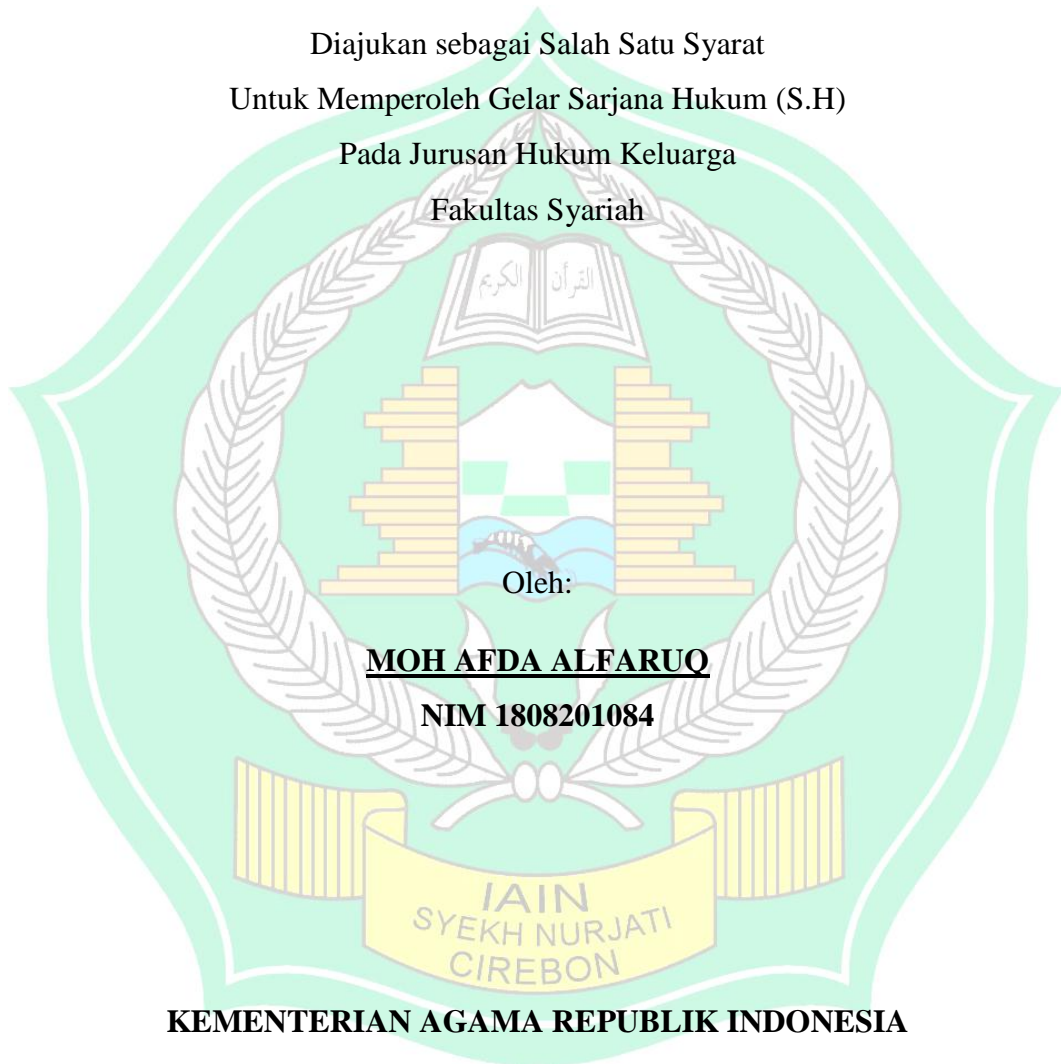 Diajukan sebagai Salah Satu Syarat
Untuk Memperoleh Gelar Sarjana Hukum (S.H)
Pada Jurusan Hukum Keluarga
Fakultas Syariah
القرأن الكريم
Oleh:
MOH AFDA ALFARUQ
NIM 1808201084
IAIN
SYEKH NURJATI
CIREBON
KEMENTERIAN AGAMA REPUBLIK INDONESIA